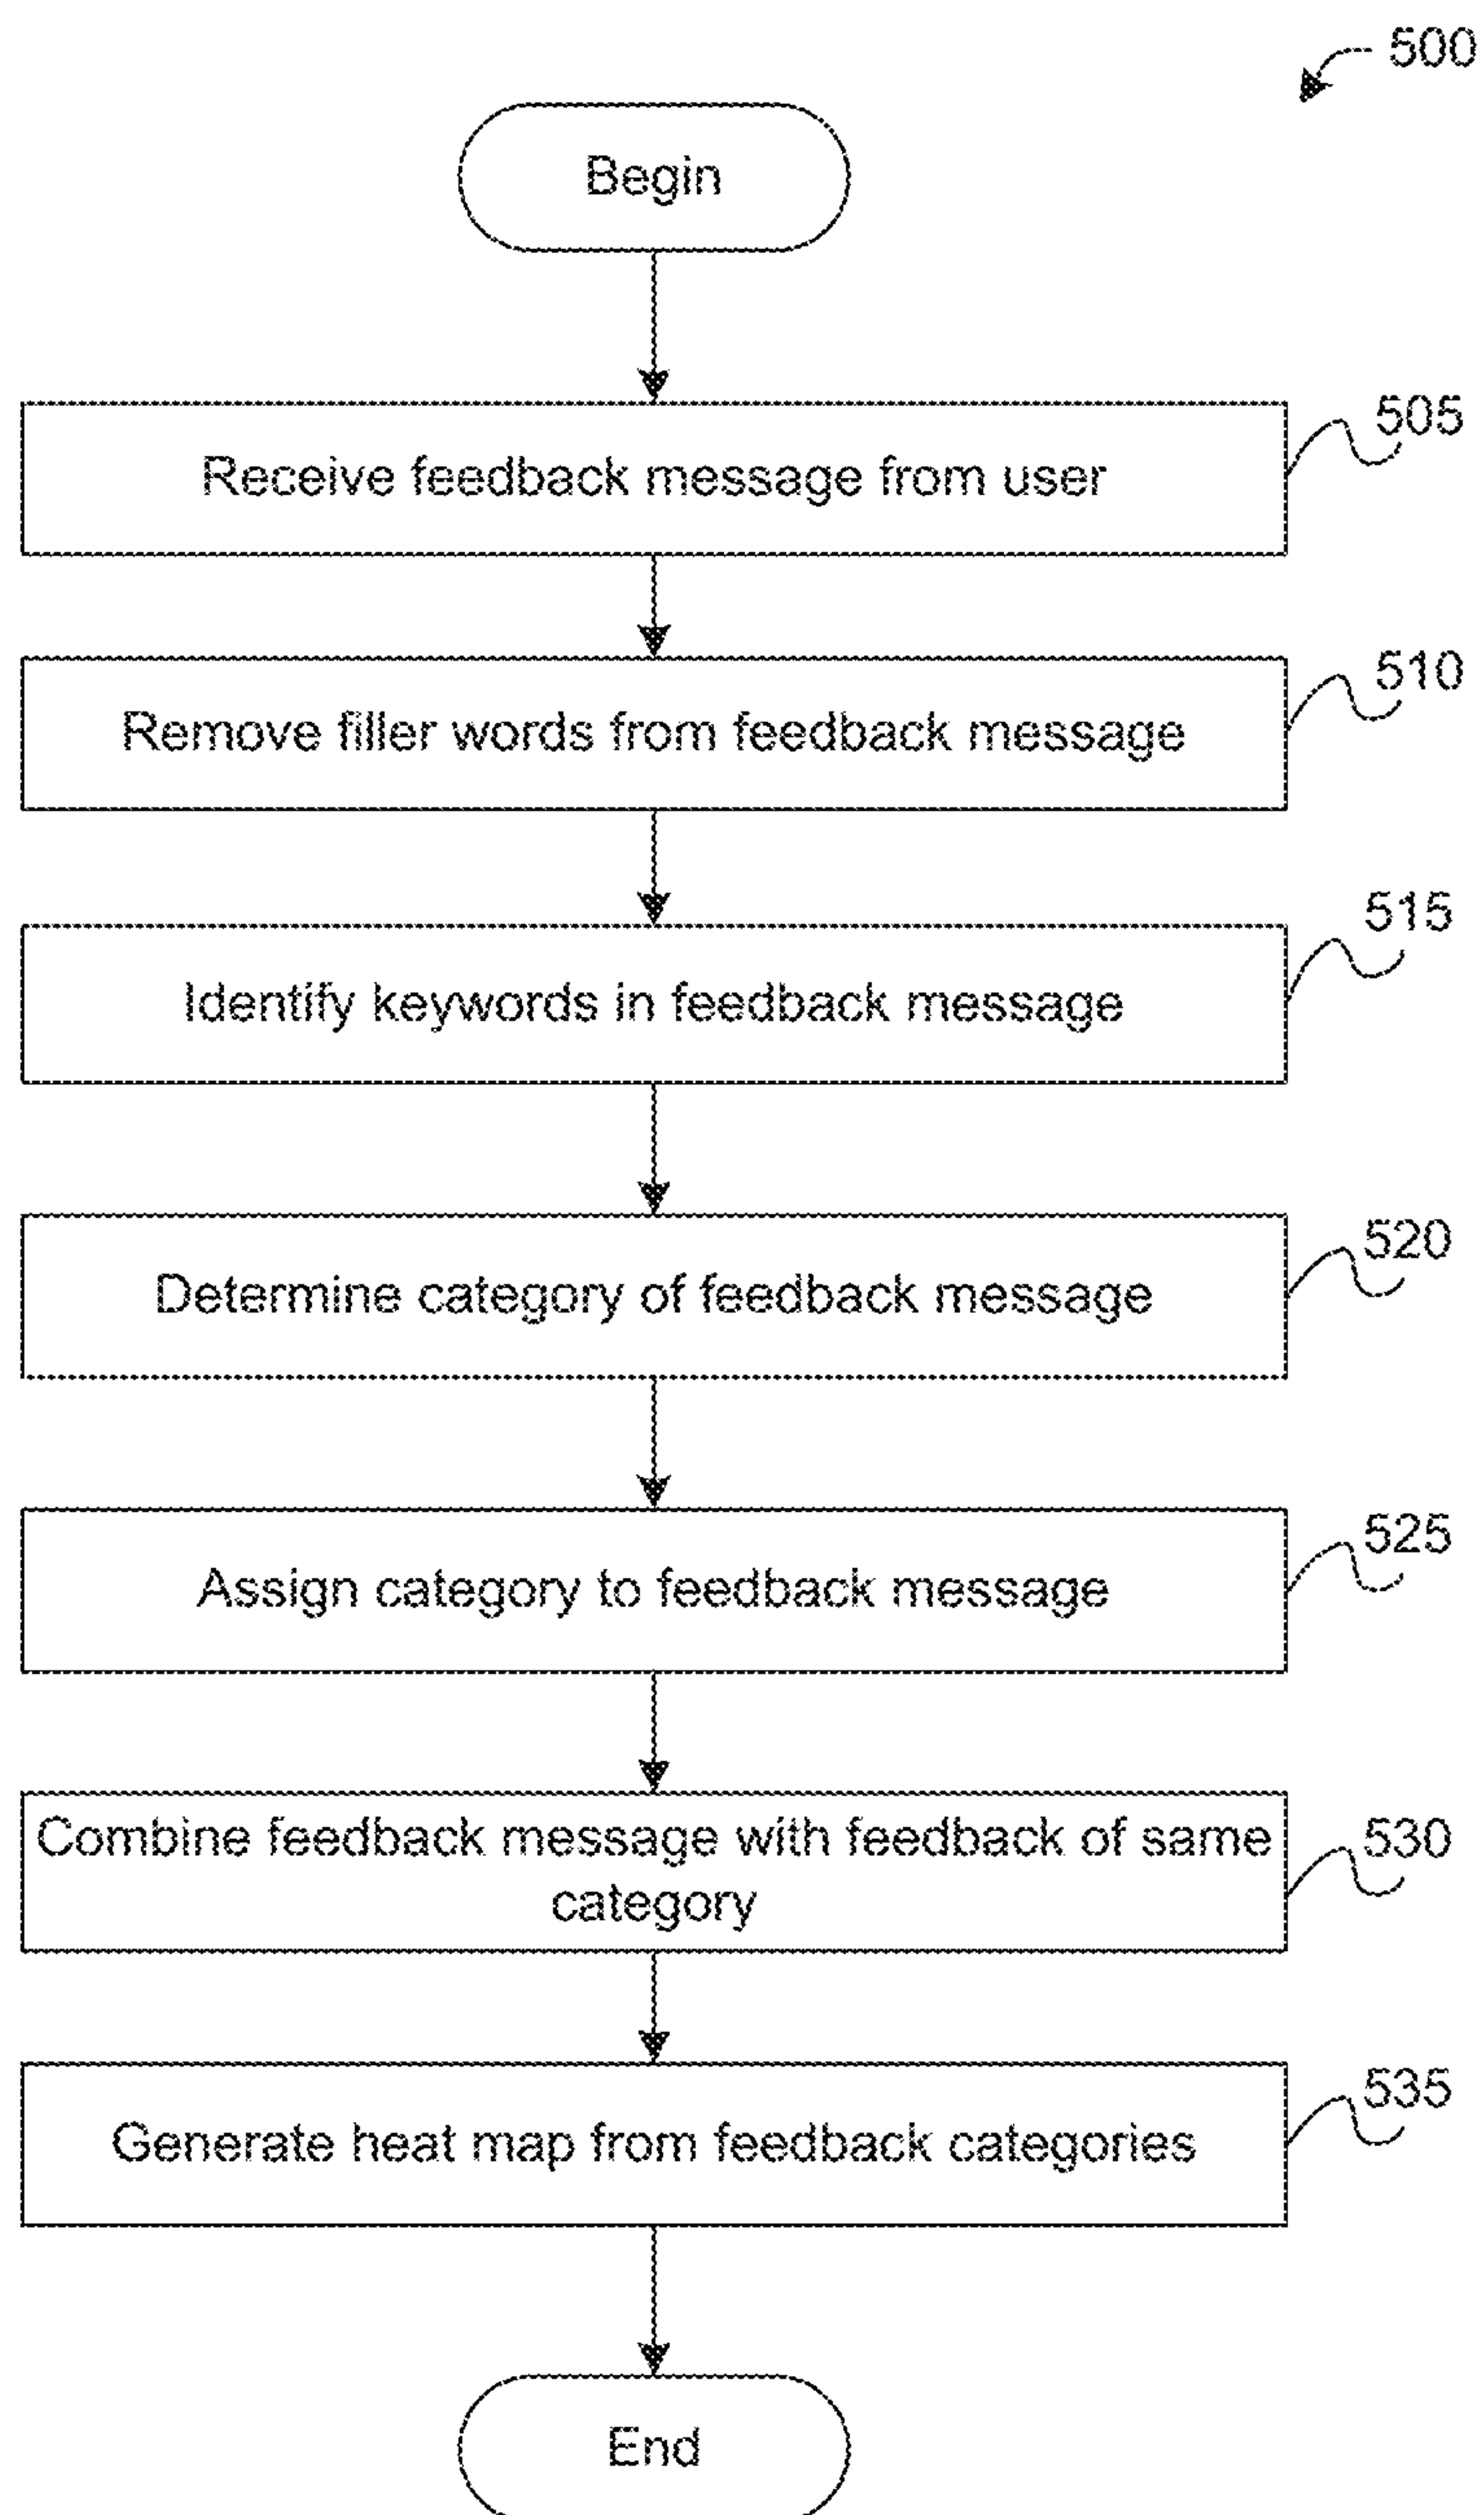 500
Begin
Receive feedback message from user
505
Remove filler words from feedback message
510
Identify keywords in feedback message
515
Determine category of feedback message
520
Assign category to feedback message
525
Combine feedback message with feedback of same
category
530
Generate heat map from feedback categories
535
End